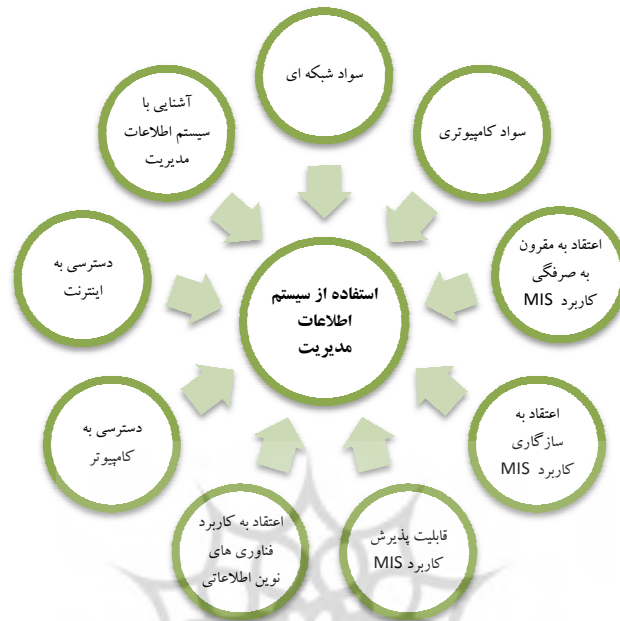 سواد شبکه ای
سواد کامپیوتری
اعتقاد به مقرون
به صرفگی
کاربرد MIS
اعتقاد به
سازگاری
کاربرد MIS
قابلیت پذیرش
کاربرد MIS
اعتقاد به کاربرد
فناوری های
نوین اطلاعاتی
دسترسی به
کامپیوتر
دسترسی به
اینترنت
آشنایی با
سیستم اطلاعات
مدیریت
استفاده از سیستم
اطلاعات
مدیریت